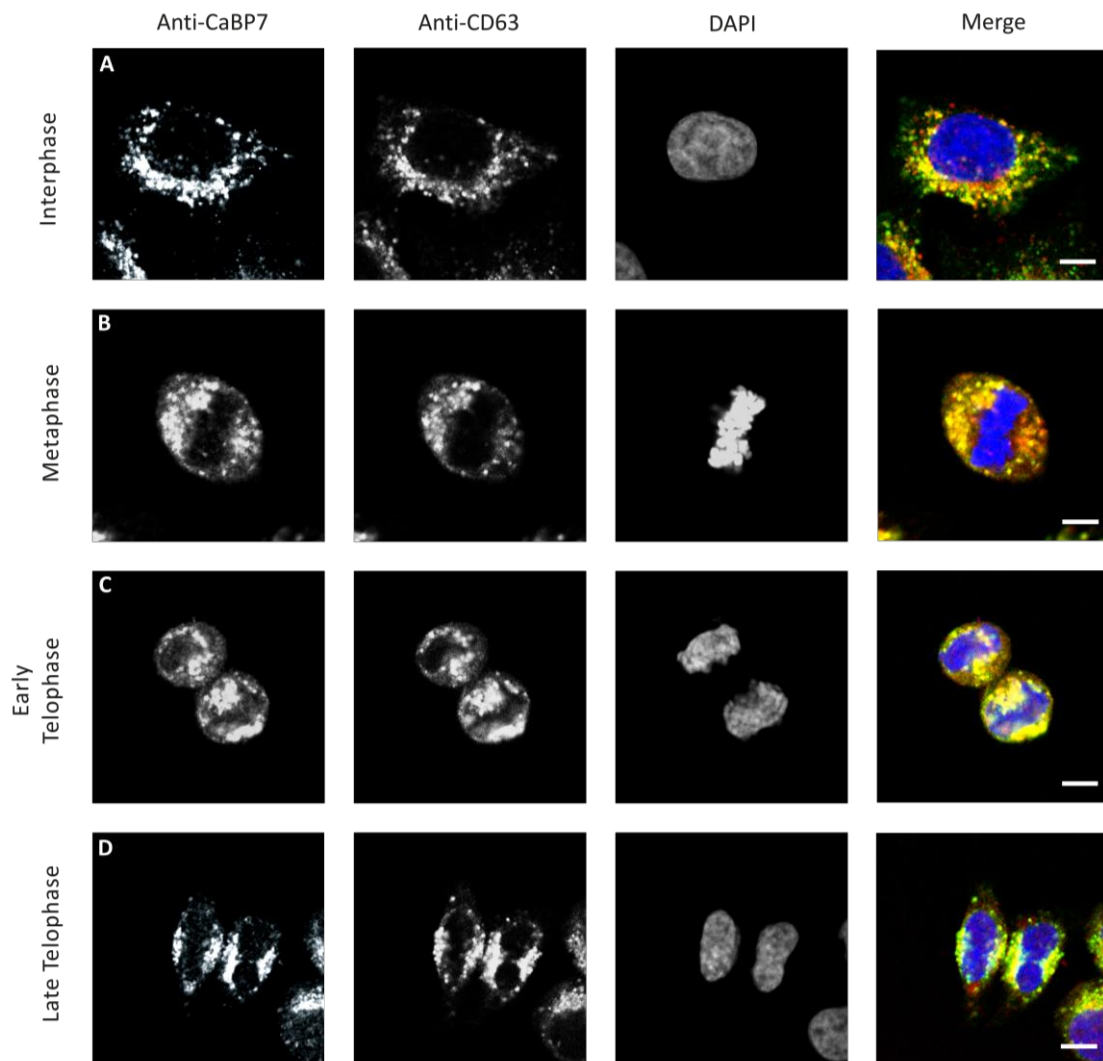 Anti-CaBP7 Anti-CD63 DAPI Merge
A
Interphase
B
Metaphase
C
Early
Telophase
D
Late Telophase